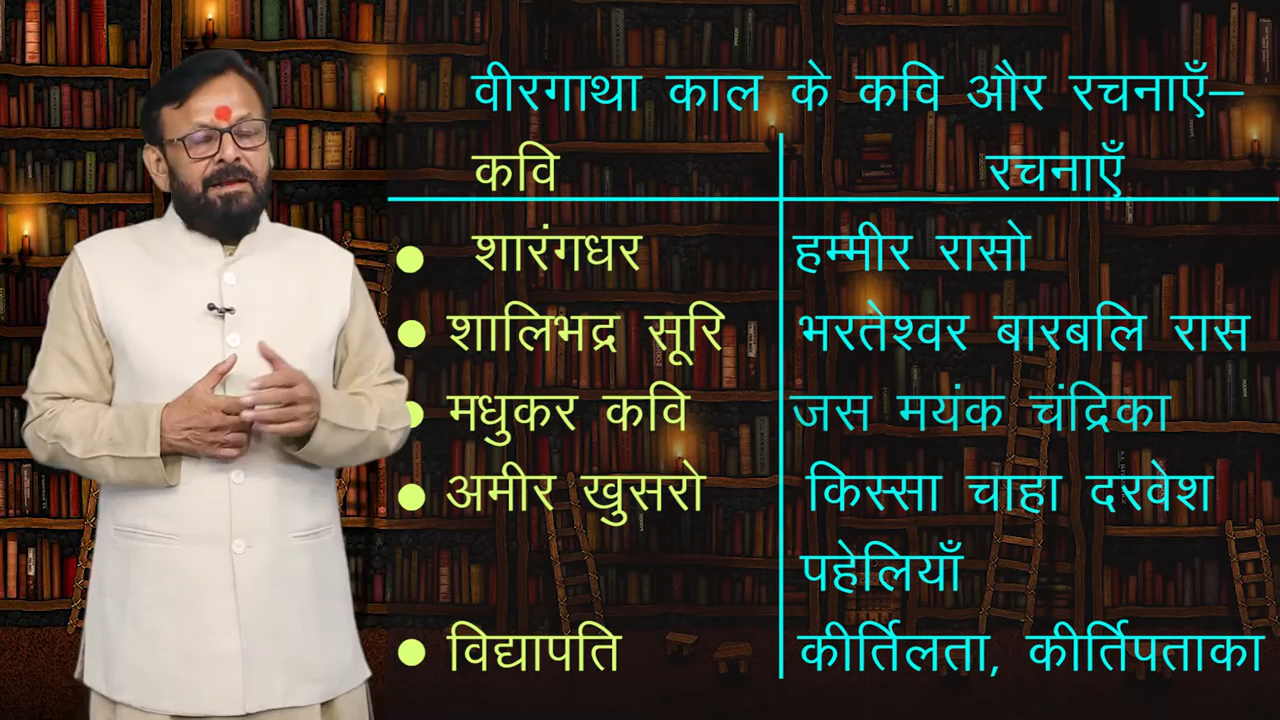 वीरगाथा काल के कवि और रचनाएँ–
कवि रचनाएँ
• शारंगधर हम्मीर रासो
• शालिभद्र सूरि भरतेश्वर बारबलि रास
• मधुकर कवि जस मयंक चंद्रिका
• अमीर खुसरो किस्सा चाहा दरवेश
पहेलियाँ
• विद्यापति कीर्तिलता, कीर्तिपताका